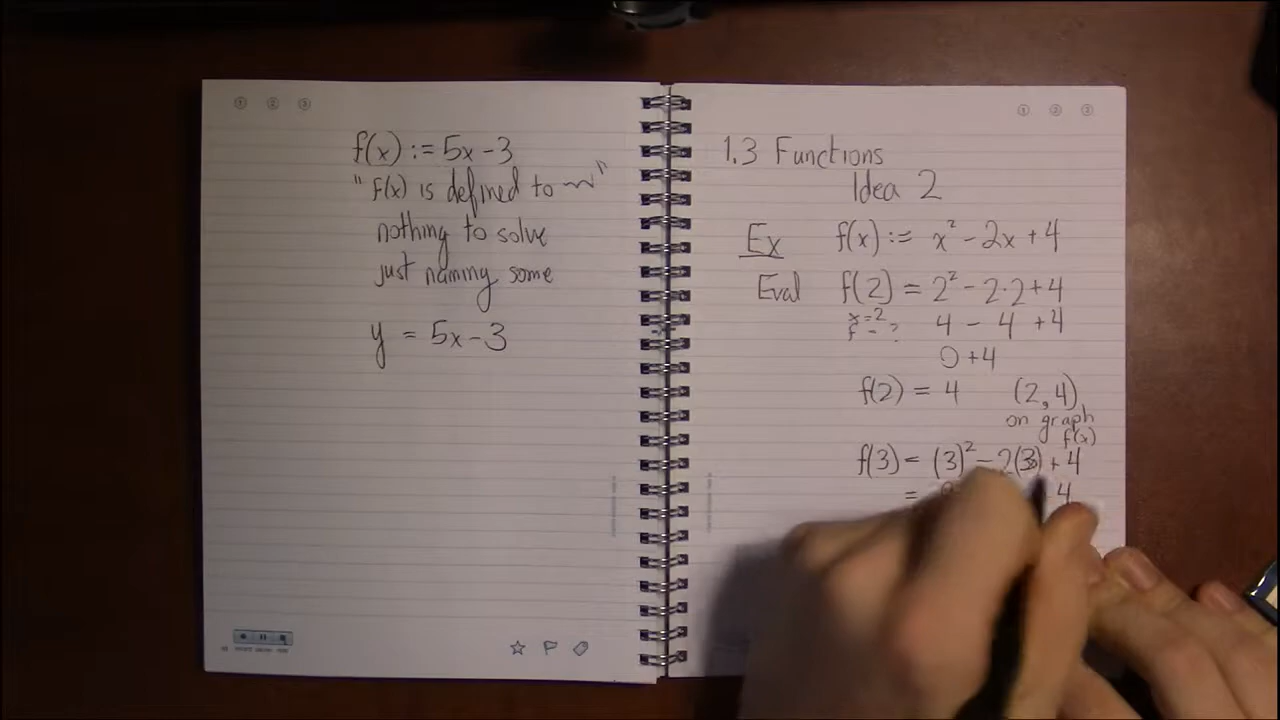 f(x) := 5x - 3
"f(x) is defined to ~"
nothing to solve
just naming some
y = 5x - 3
1.3 Functions
Idea 2
Ex f(x) := x² - 2x + 4
Eval f(2) = 2² - 2·2 + 4
x = 2 4 - 4 + 4
f = ?
0 + 4
f(2) = 4 (2, 4)
on graph
f(x)
f(3) = (3)² - 2(3) + 4
= 4